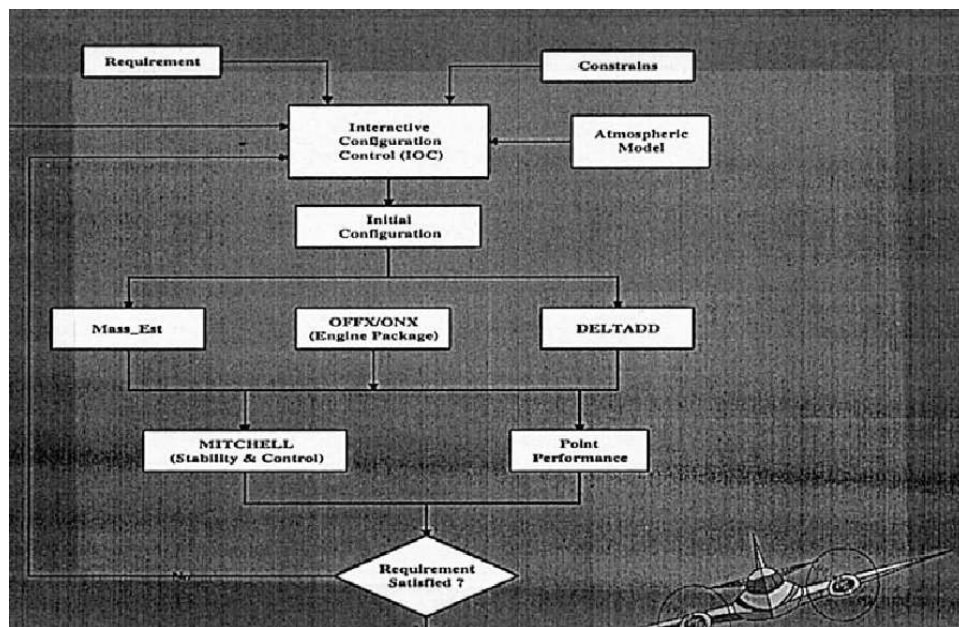 Requirement
Constrains
Interactive
Configuration
Control (IOC)
Atmospheric
Model
Initial
Configuration
Mass_Est
OFFX/ONX
(Engine Package)
DELTADD
MITCHELL
(Stability & Control)
Point
Performance
Requirement
Satisfied ?
No